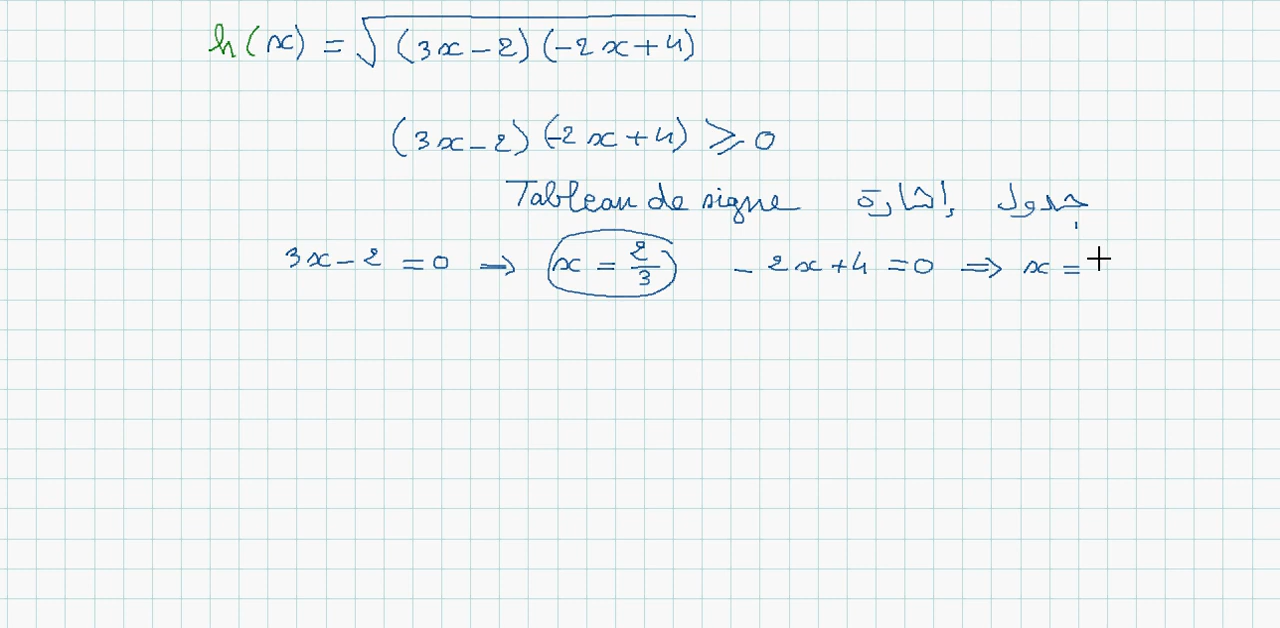 h(x) = √(3x-2)(-2x+4)
(3x-2)(-2x+4) ⩾ 0
Tableau de signe جدول إشارة
3x-2 = 0 → x = 2/3 -2x+4 = 0 ⇒ x =